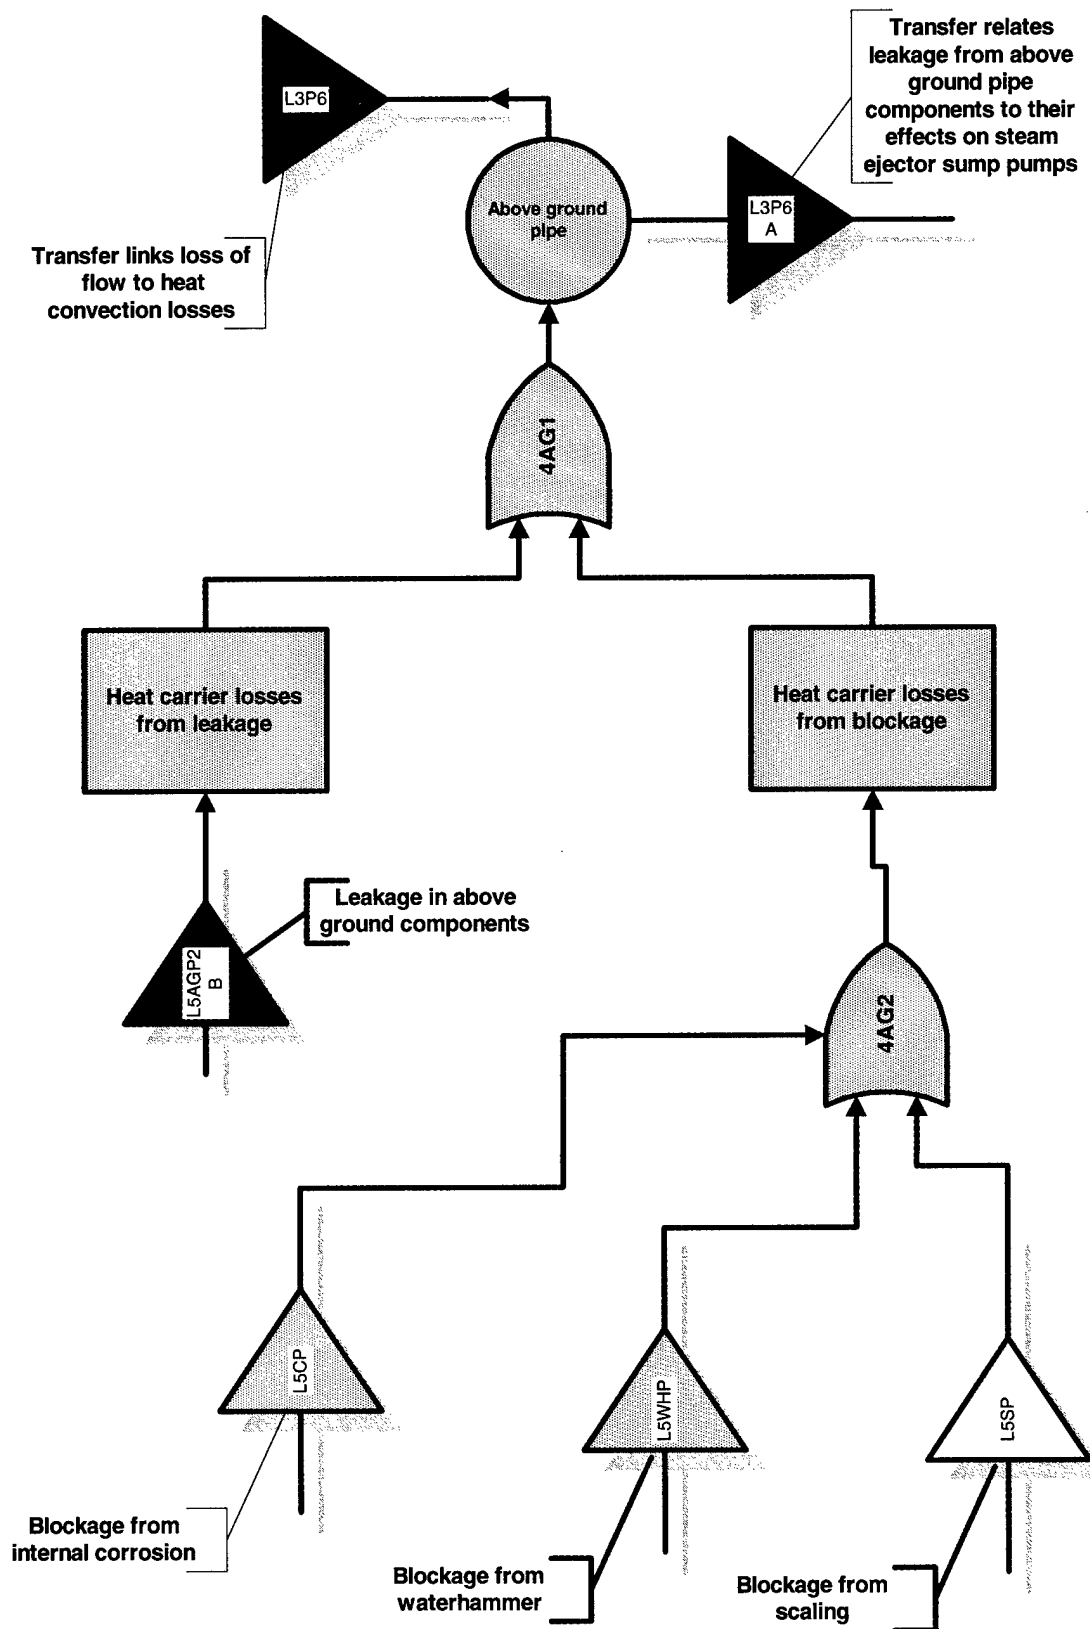 Transfer relates
leakage from above
ground pipe
components to their
effects on steam
ejector sump pumps
L3P6
Above ground
pipe
L3P6
A
Transfer links loss of
flow to heat
convection losses
4AG1
Heat carrier losses
from leakage
Heat carrier losses
from blockage
Leakage in above
ground components
L5AGP2
B
4AG2
L5CP
L5WHP
L5SP
Blockage from
internal corrosion
Blockage from
waterhammer
Blockage from
scaling